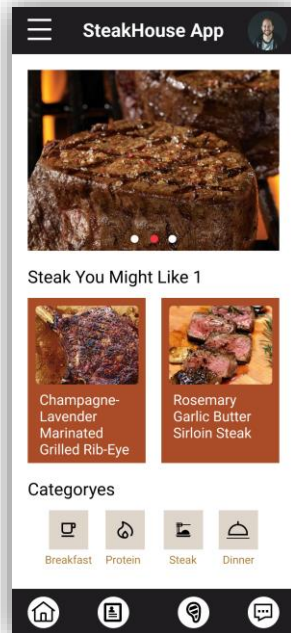 SteakHouse App
Steak You Might Like 1
Champagne-
Lavender
Marinated
Grilled Rib-Eye
Rosemary
Garlic Butter
Sirloin Steak
Categoryes
Breakfast
Protein
Steak
Dinner